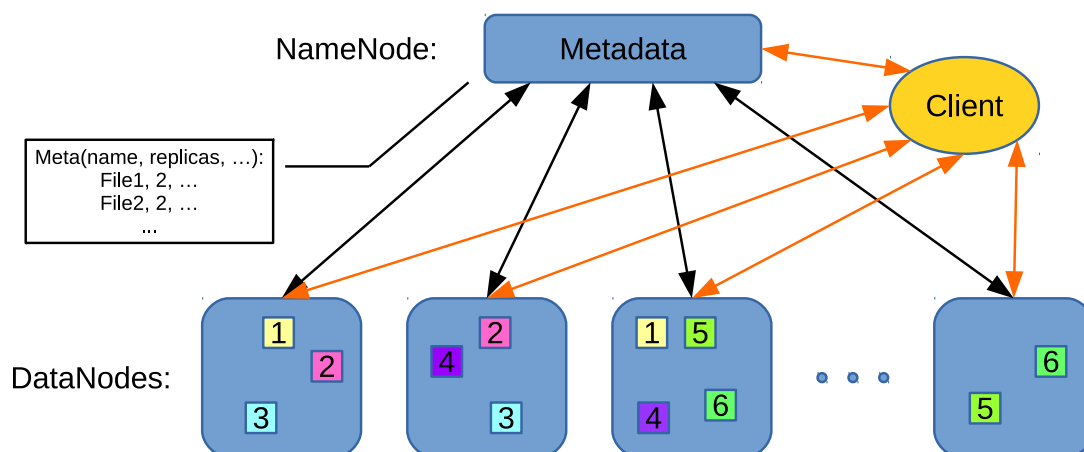 NameNode:
Metadata
Client
Meta(name, replicas, …):
File1, 2, …
File2, 2, …
...
DataNodes:
1
2
3
2
4
3
1 5
4 6
6
5